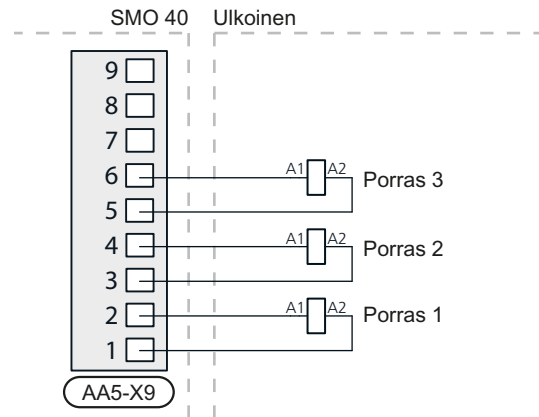 SMO 40 Ulkoinen
9
8
7
6 A1 A2 Porras 3
5
4 A1 A2 Porras 2
3
2 A1 A2 Porras 1
1
AA5-X9